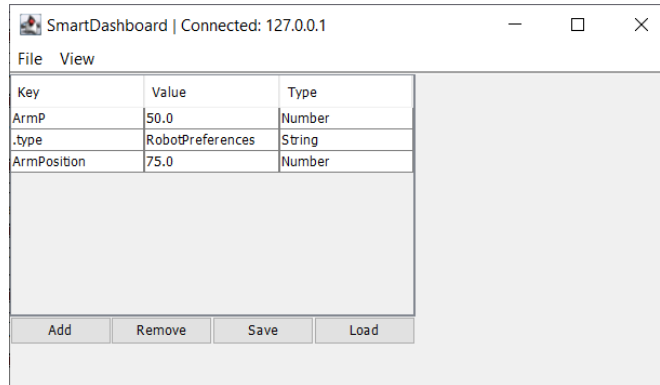 SmartDashboard | Connected: 127.0.0.1
File View
Key Value Type
ArmP 50.0 Number
.type RobotPreferences String
ArmPosition 75.0 Number
Add Remove Save Load